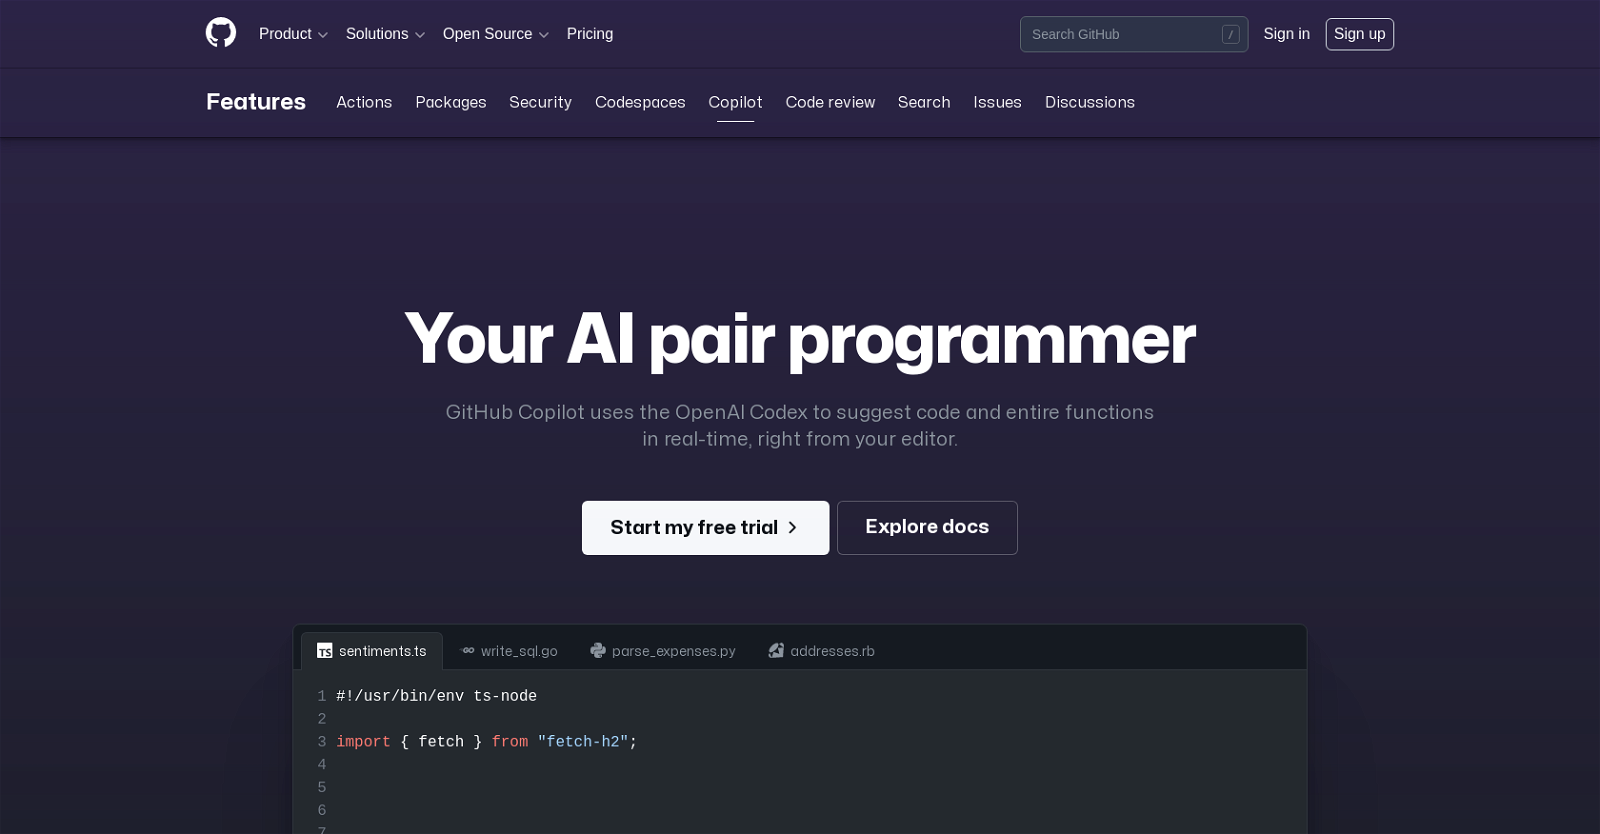 Product Solutions Open Source Pricing Search GitHub / Sign in Sign up
Features Actions Packages Security Codespaces Copilot Code review Search Issues Discussions
Your AI pair programmer
GitHub Copilot uses the OpenAI Codex to suggest code and entire functions
in real-time, right from your editor.
Start my free trial Explore docs
TS sentiments.ts GO write_sql.go parse_expenses.py addresses.rb
1 #!/usr/bin/env ts-node
2
3 import { fetch } from "fetch-h2";
4
5
6
7